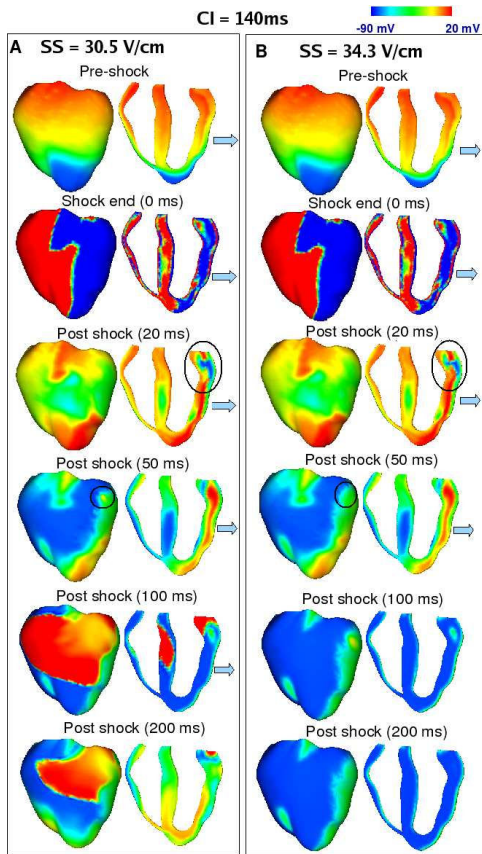 CI = 140ms
-90 mV 20 mV
A SS = 30.5 V/cm
Pre-shock
Shock end (0 ms)
Post shock (20 ms)
Post shock (50 ms)
Post shock (100 ms)
Post shock (200 ms)
B SS = 34.3 V/cm
Pre-shock
Shock end (0 ms)
Post shock (20 ms)
Post shock (50 ms)
Post shock (100 ms)
Post shock (200 ms)